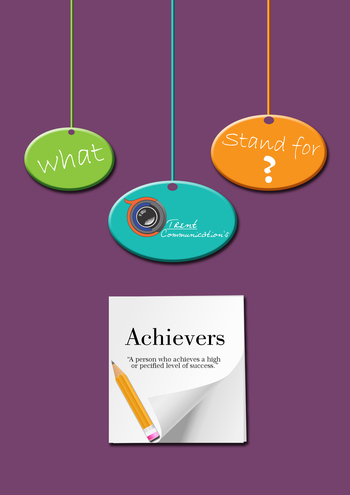 what
Trent
Communication's
Stand for
?
Achievers
"A person who achieves a high
or pecified level of success."